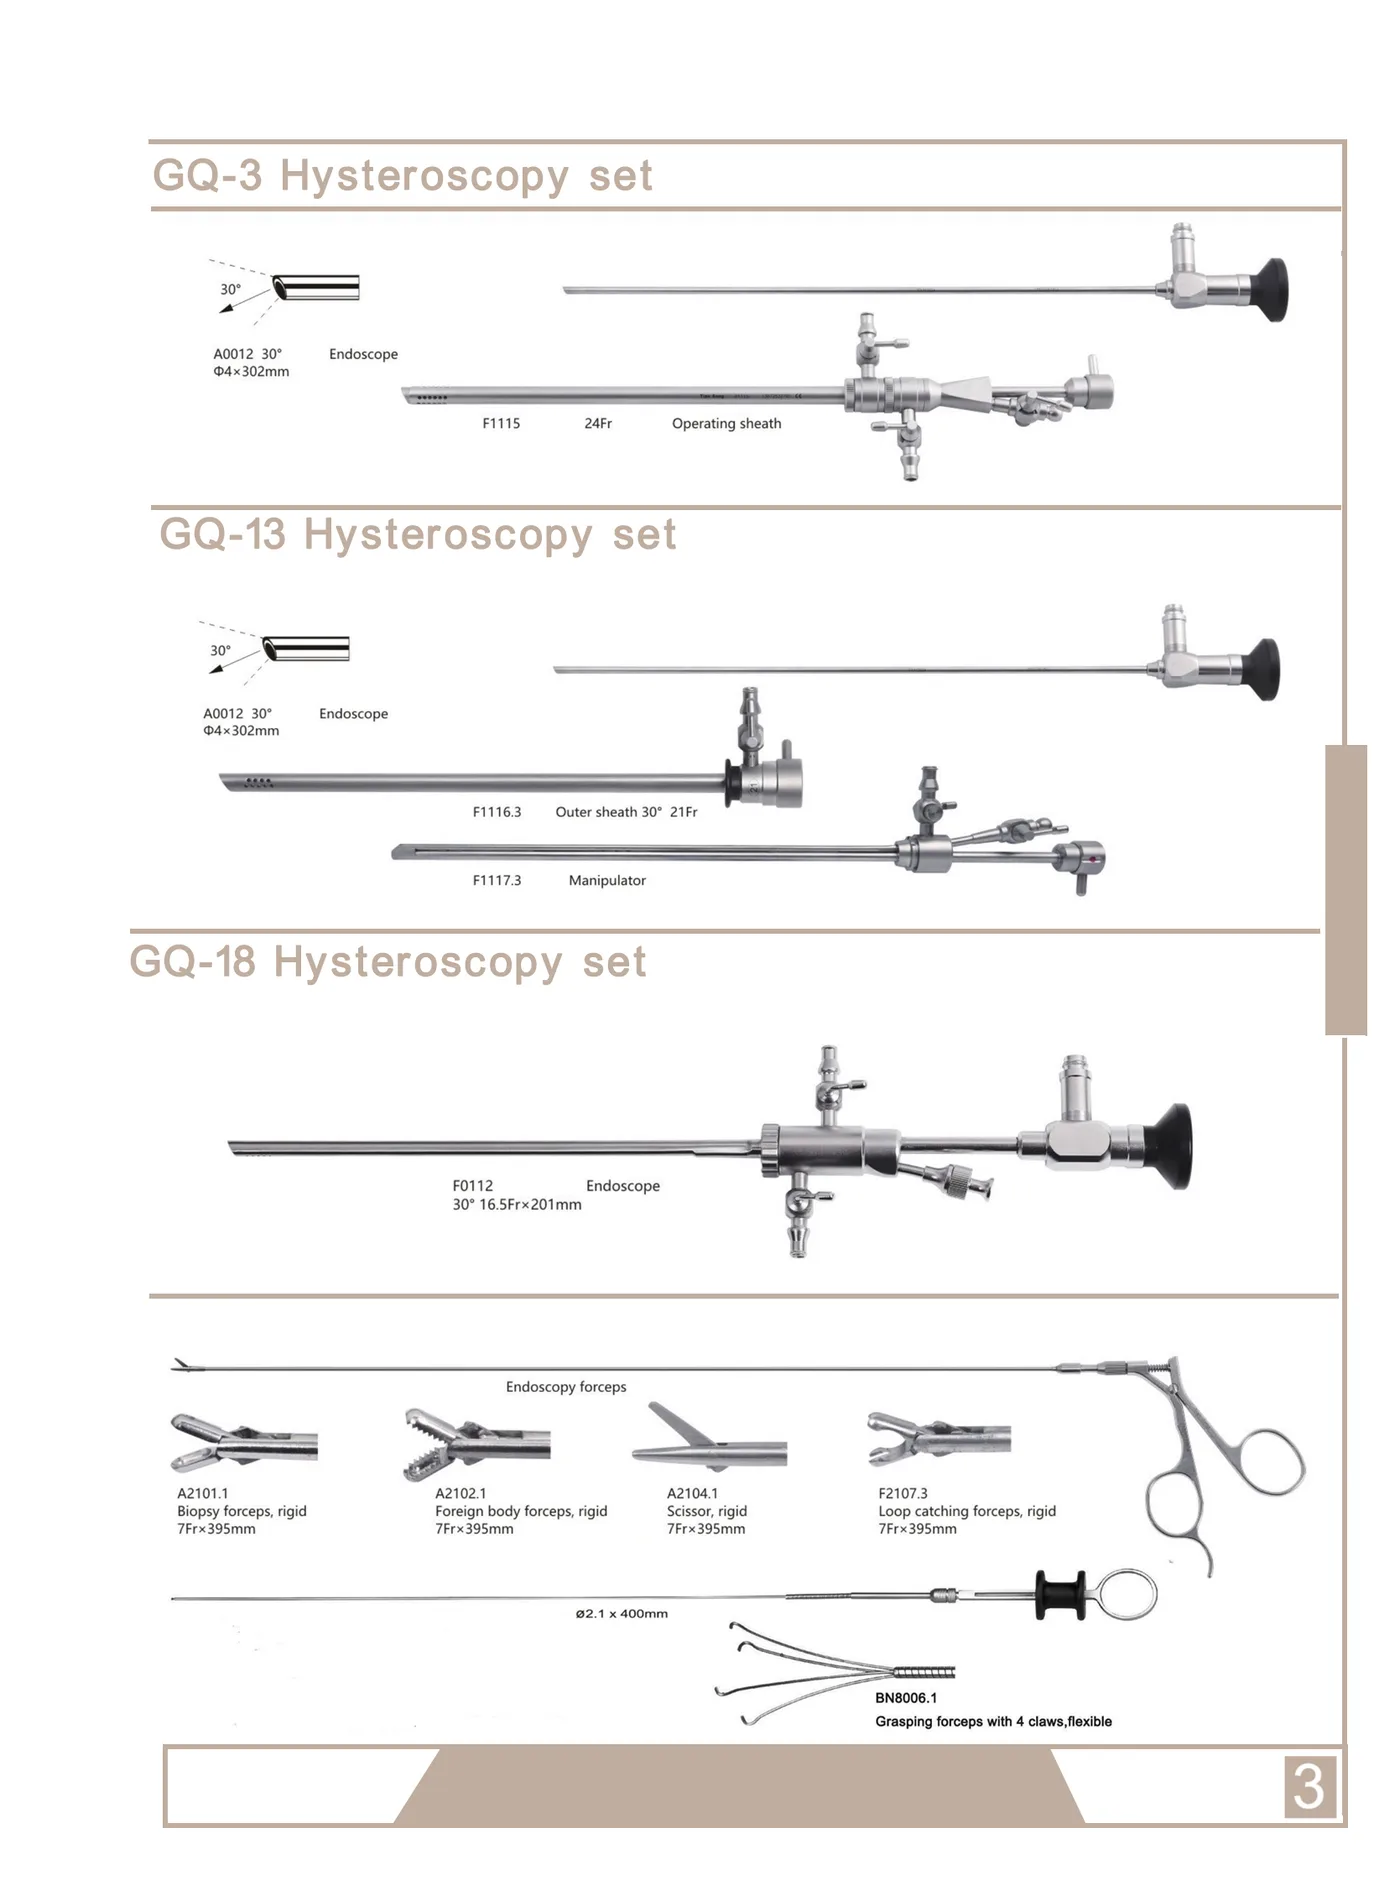 GQ-3 Hysteroscopy set
30°
A0012 30° Endoscope
Φ4×302mm
F1115 24Fr Operating sheath
GQ-13 Hysteroscopy set
30°
A0012 30° Endoscope
Φ4×302mm
21
F1116.3 Outer sheath 30° 21Fr
F1117.3 Manipulator
GQ-18 Hysteroscopy set
F0112 Endoscope
30° 16.5Fr×201mm
Endoscopy forceps
A2101.1
Biopsy forceps, rigid
7Fr×395mm
A2102.1
Foreign body forceps, rigid
7Fr×395mm
A2104.1
Scissor, rigid
7Fr×395mm
F2107.3
Loop catching forceps, rigid
7Fr×395mm
ø2.1 x 400mm
BN8006.1
Grasping forceps with 4 claws,flexible
3